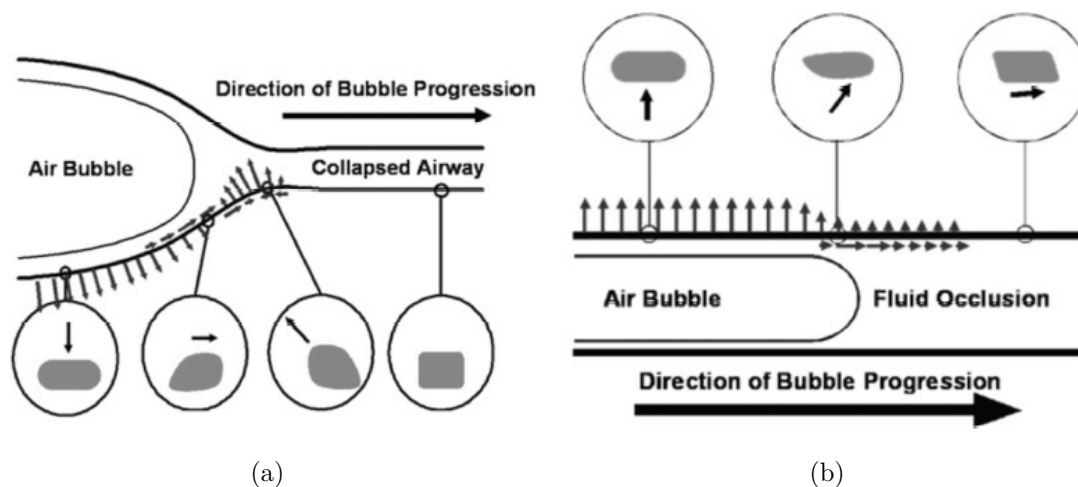 Direction of Bubble Progression
Air Bubble
Collapsed Airway
(a)
Air Bubble
Fluid Occlusion
Direction of Bubble Progression
(b)